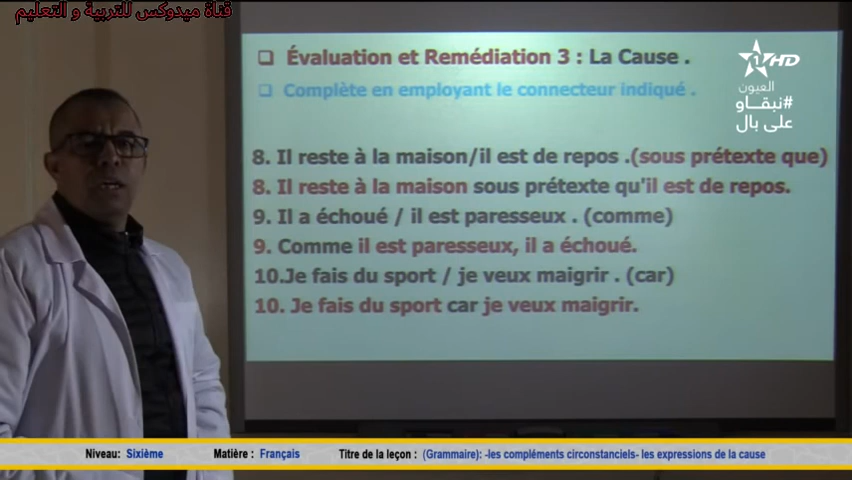 قناة ميدوكس للتربية و التعليم
Évaluation et Remédiation 3 : La Cause .
Complète en employant le connecteur indiqué .
8. Il reste à la maison/il est de repos .(sous prétexte que)
8. Il reste à la maison sous prétexte qu'il est de repos.
9. Il a échoué / il est paresseux . (comme)
9. Comme il est paresseux, il a échoué.
10.Je fais du sport / je veux maigrir . (car)
10. Je fais du sport car je veux maigrir.
1 HD
العيون
#نبقاو
على بال
Niveau: Sixième Matière : Français Titre de la leçon : (Grammaire): -les compléments circonstanciels- les expressions de la cause